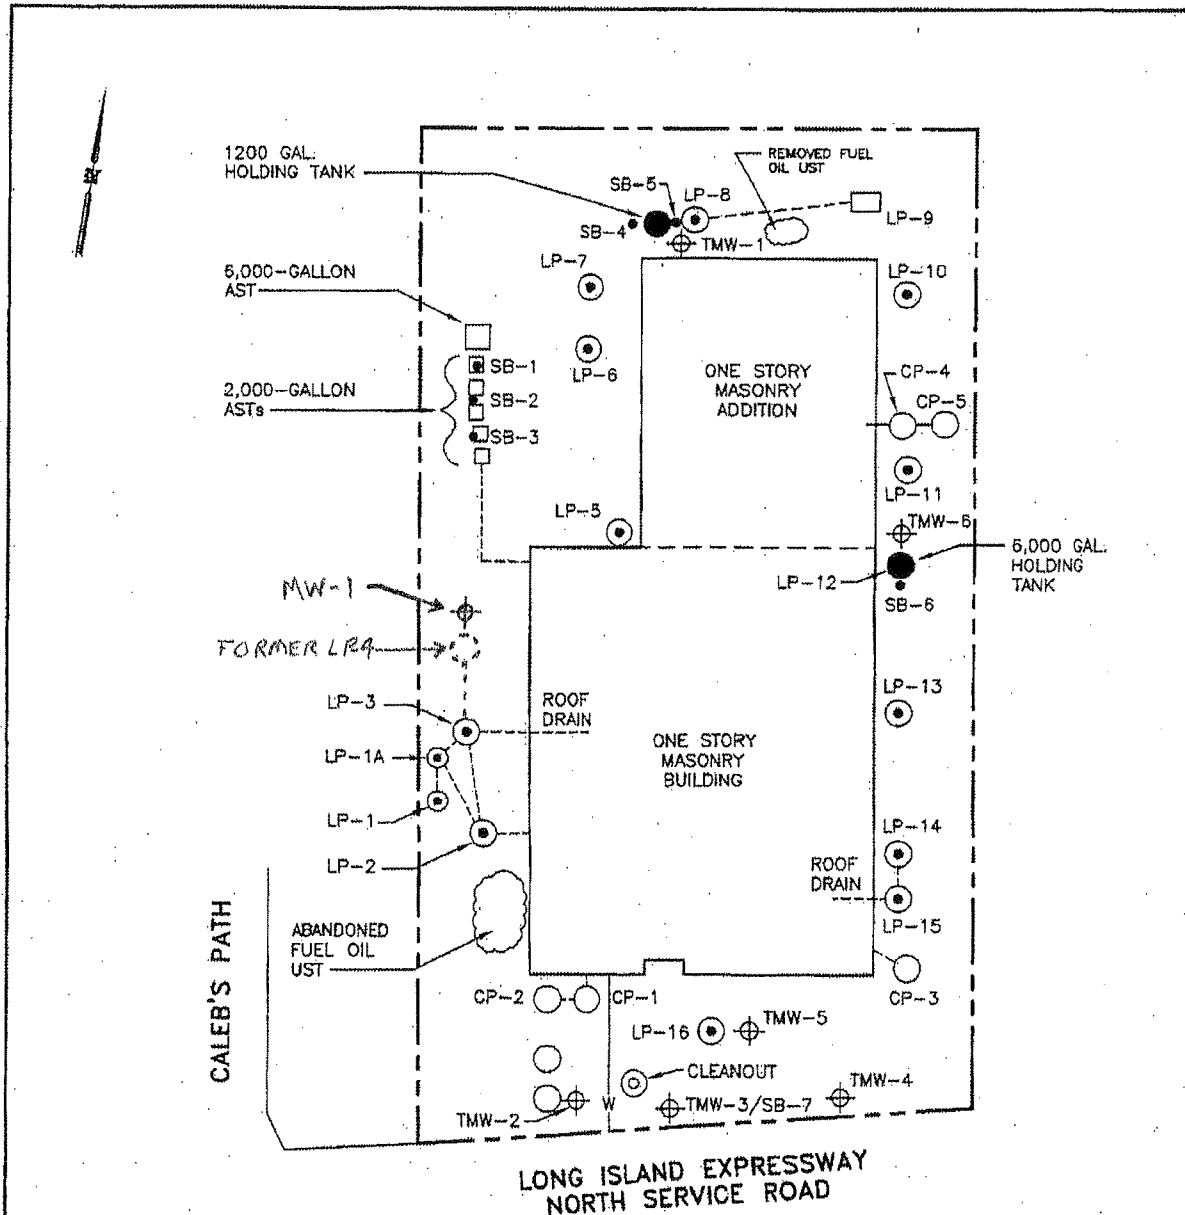 N
1200 GAL.
HOLDING TANK
REMOVED FUEL
OIL UST
SB-5
LP-8
SB-4
TMW-1
LP-9
LP-7
LP-10
6,000-GALLON
AST
LP-6
SB-1
SB-2
SB-3
2,000-GALLON
ASTs
ONE STORY
MASONRY
ADDITION
CP-4
CP-5
LP-11
LP-5
TMW-6
6,000 GAL.
HOLDING
TANK
LP-12
SB-6
MW-1
FORMER LP4
LP-3
ROOF
DRAIN
LP-13
LP-1A
ONE STORY
MASONRY
BUILDING
LP-1
LP-2
LP-14
ROOF
DRAIN
LP-15
ABANDONED
FUEL OIL
UST
CALEB'S PATH
CP-2
CP-1
CP-3
LP-16
TMW-5
CLEANOUT
TMW-4
TMW-2
W
TMW-3/SB-7
LONG ISLAND EXPRESSWAY
NORTH SERVICE ROAD